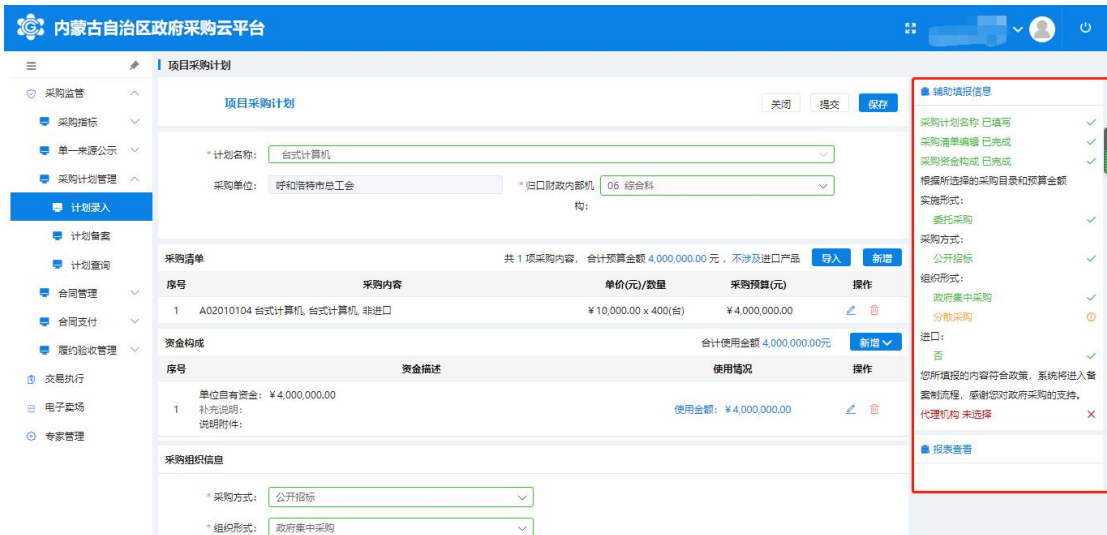 内蒙古自治区政府采购云平台
项目采购计划
采购监管
采购指标
单一来源公示
采购计划管理
计划录入
计划备案
计划查询
合同管理
合同支付
履约验收管理
交易执行
电子卖场
专家管理
项目采购计划
关闭 提交 保存
*计划名称： 台式计算机
采购单位： 呼和浩特市总工会 *归口财政内部机构： 06 综合科
采购清单 共 1 项采购内容， 合计预算金额 4,000,000.00 元， 不涉及进口产品 导入 新增
序号 采购内容 单价(元)/数量 采购预算(元) 操作
1 A02010104 台式计算机, 台式计算机, 非进口 ¥10,000.00 x 400(台) ¥4,000,000.00
资金构成 合计使用金额 4,000,000.00元 新增
序号 资金描述 使用情况 操作
单位自有资金：¥4,000,000.00
1 补充说明： 使用金额：¥4,000,000.00
说明附件：
采购组织信息
*采购方式： 公开招标
*组织形式： 政府集中采购
辅助填报信息
采购计划名称 已填写
采购清单编辑 已完成
采购资金构成 已完成
根据所选择的采购目录和预算金额
实施形式：
委托采购
采购方式：
公开招标
组织形式：
政府集中采购
分散采购
进口：
否
您所填报的内容符合政策，系统将进入备
案制流程，感谢您对政府采购的支持。
代理机构 未选择
报表查看